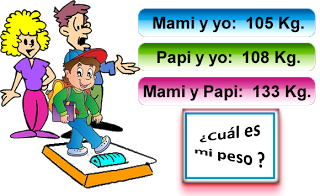 Mami y yo: 105 Kg.
Papi y yo: 108 Kg.
Mami y Papi: 133 Kg.
¿Cuál es
mi peso ?